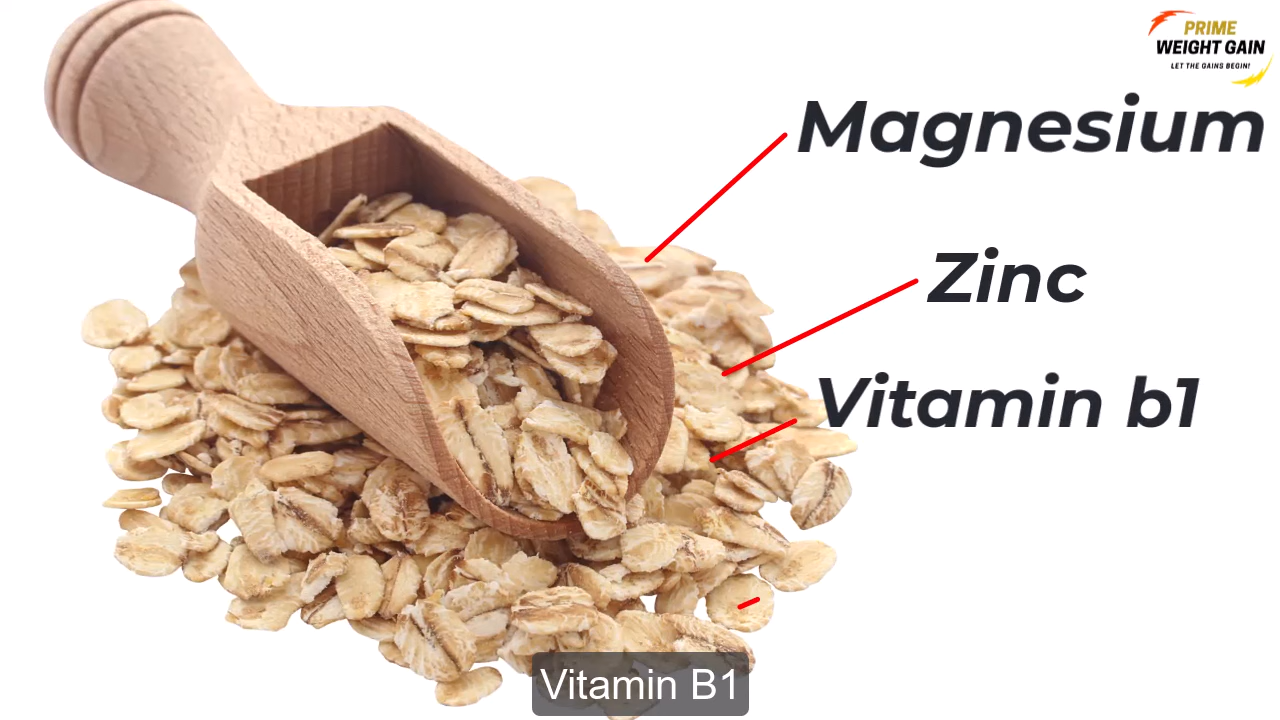 PRIME
WEIGHT GAIN
LET THE GAINS BEGIN!
Magnesium
Zinc
Vitamin b1
Vitamin B1